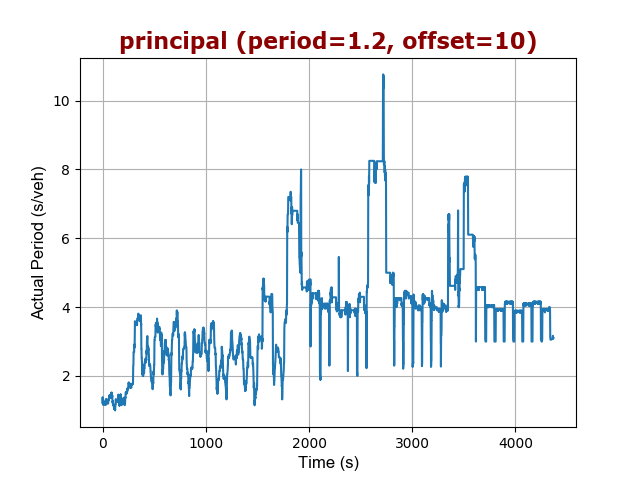 principal (period=1.2, offset=10)
Actual Period (s/veh)
10
8
6
4
2
0 1000 2000 3000 4000
Time (s)